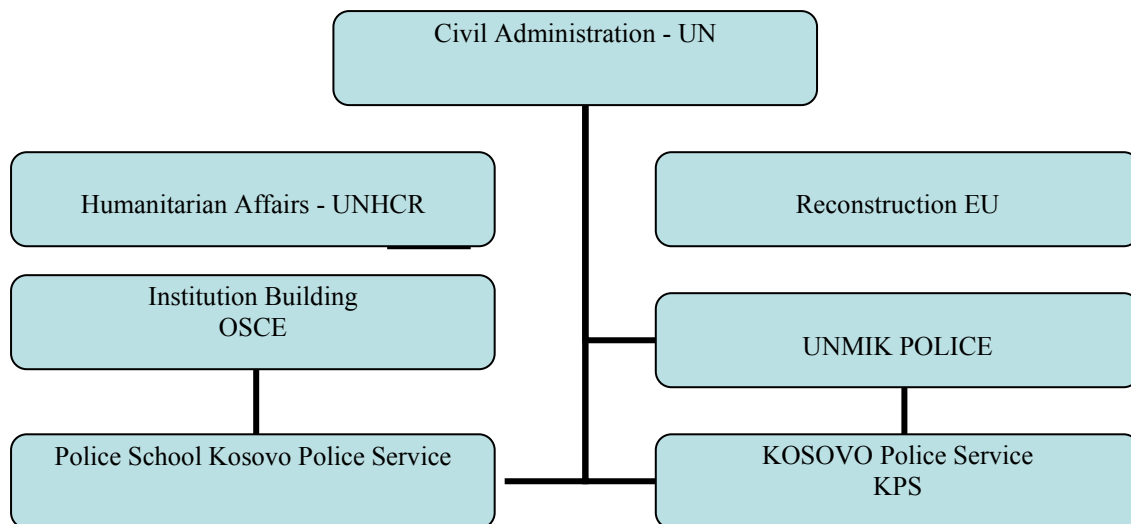 Civil Administration - UN
Humanitarian Affairs - UNHCR
Reconstruction EU
Institution Building
OSCE
UNMIK POLICE
Police School Kosovo Police Service
KOSOVO Police Service
KPS